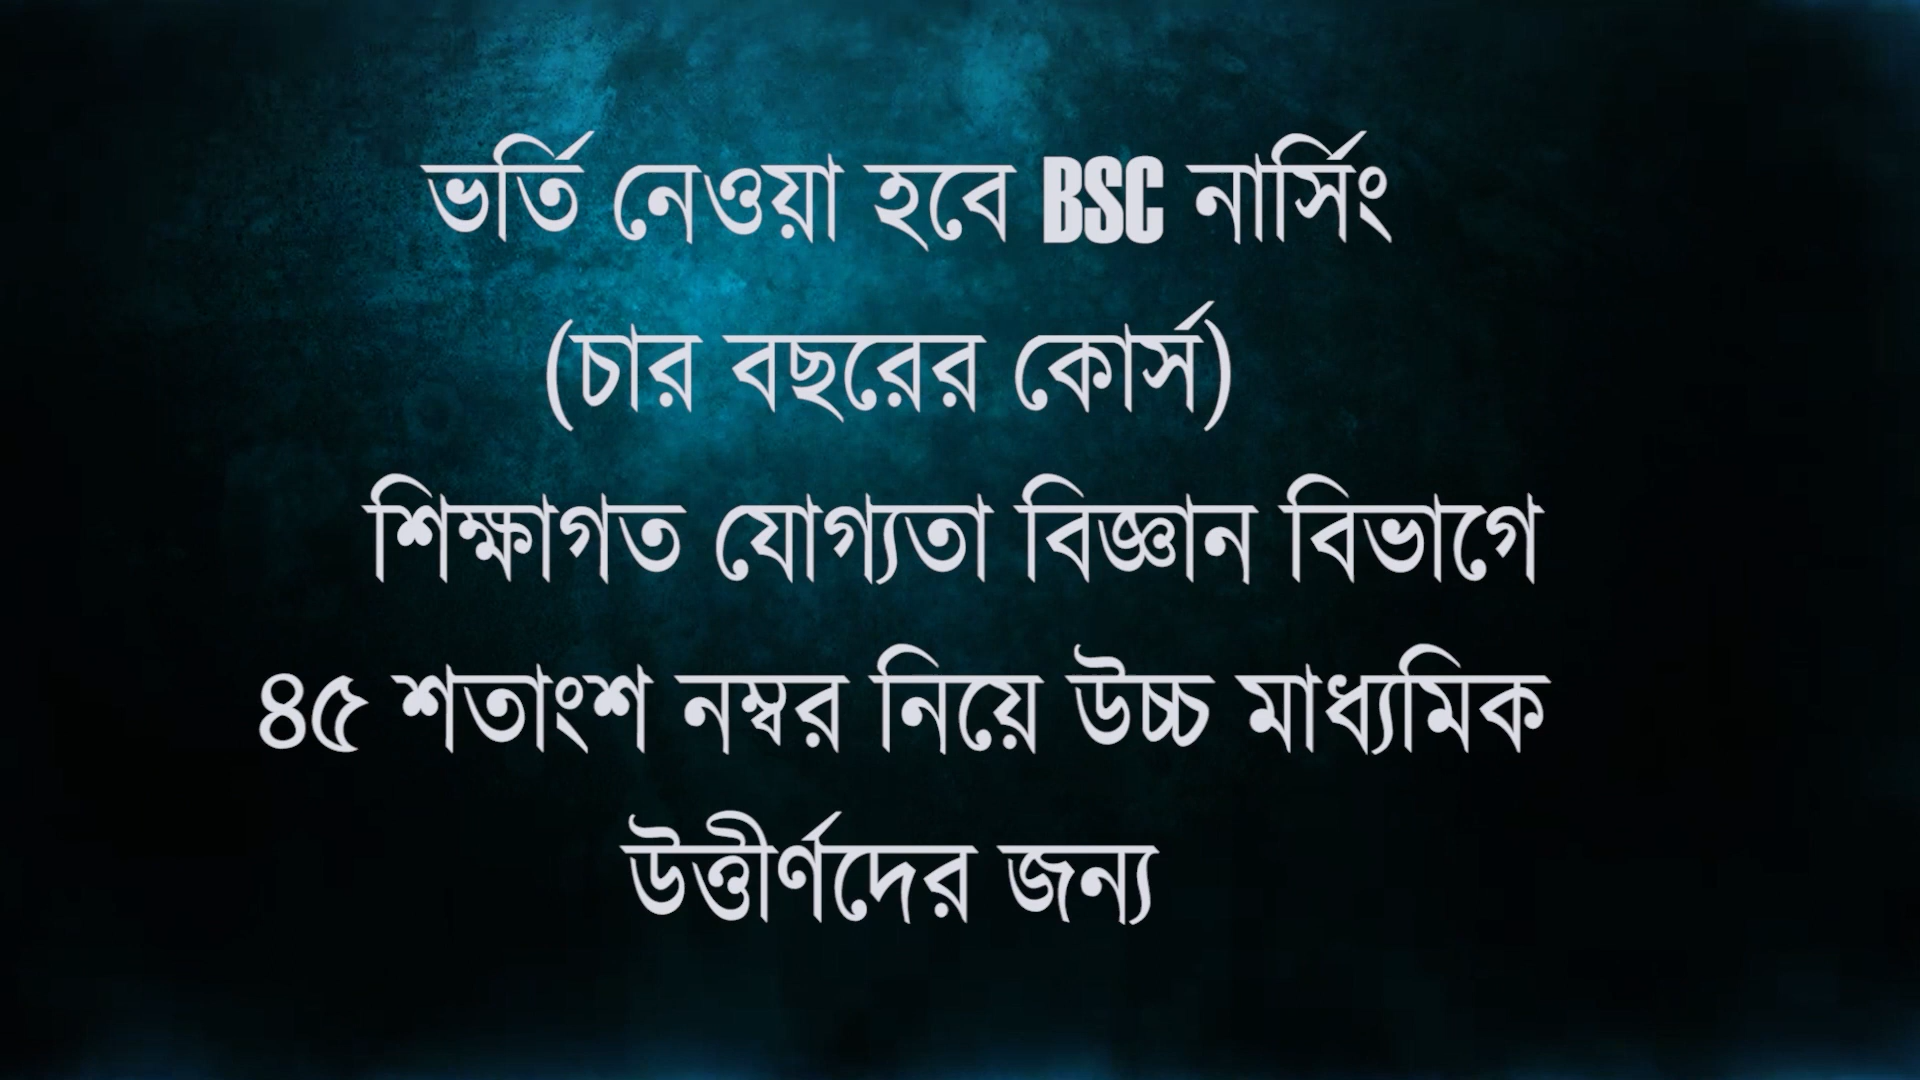 ভর্তি নেওয়া হবে BSC নার্সিং
(চার বছরের কোর্স)
শিক্ষাগত যোগ্যতা বিজ্ঞান বিভাগে
৪৫ শতাংশ নম্বর নিয়ে উচ্চ মাধ্যমিক
উত্তীর্ণদের জন্য